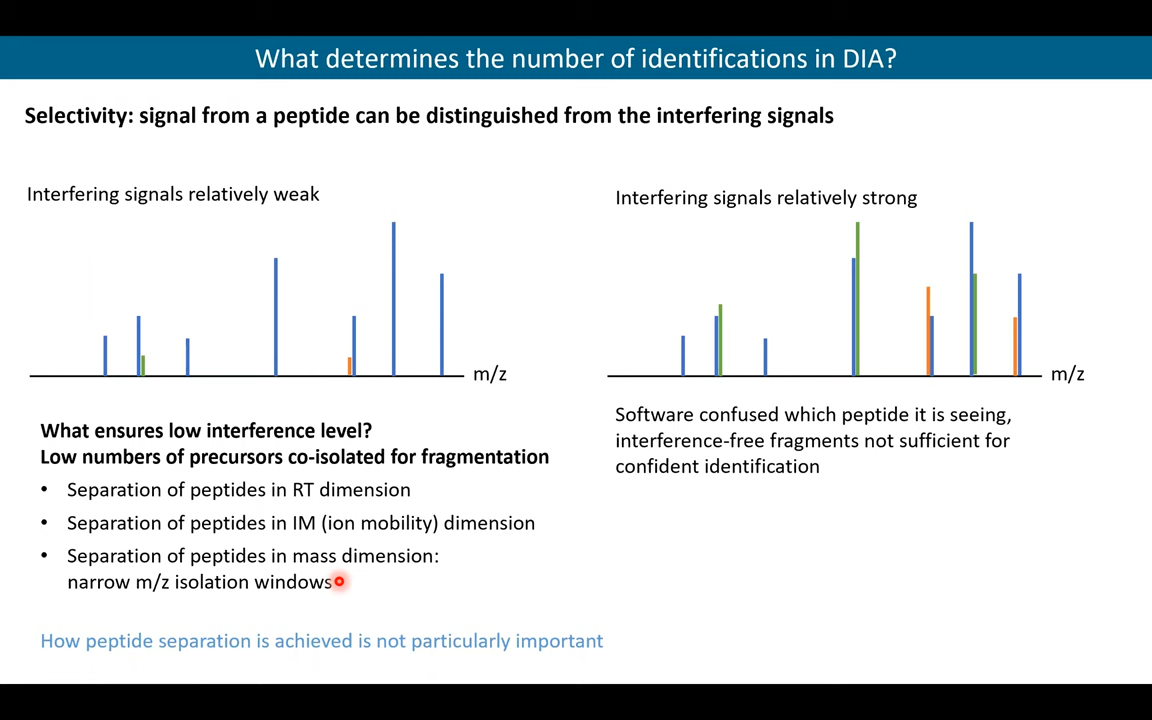 What determines the number of identifications in DIA?
Selectivity: signal from a peptide can be distinguished from the interfering signals
Interfering signals relatively weak
m/z
What ensures low interference level?
Low numbers of precursors co-isolated for fragmentation
• Separation of peptides in RT dimension
• Separation of peptides in IM (ion mobility) dimension
• Separation of peptides in mass dimension:
narrow m/z isolation windows
How peptide separation is achieved is not particularly important
Interfering signals relatively strong
m/z
Software confused which peptide it is seeing,
interference-free fragments not sufficient for
confident identification